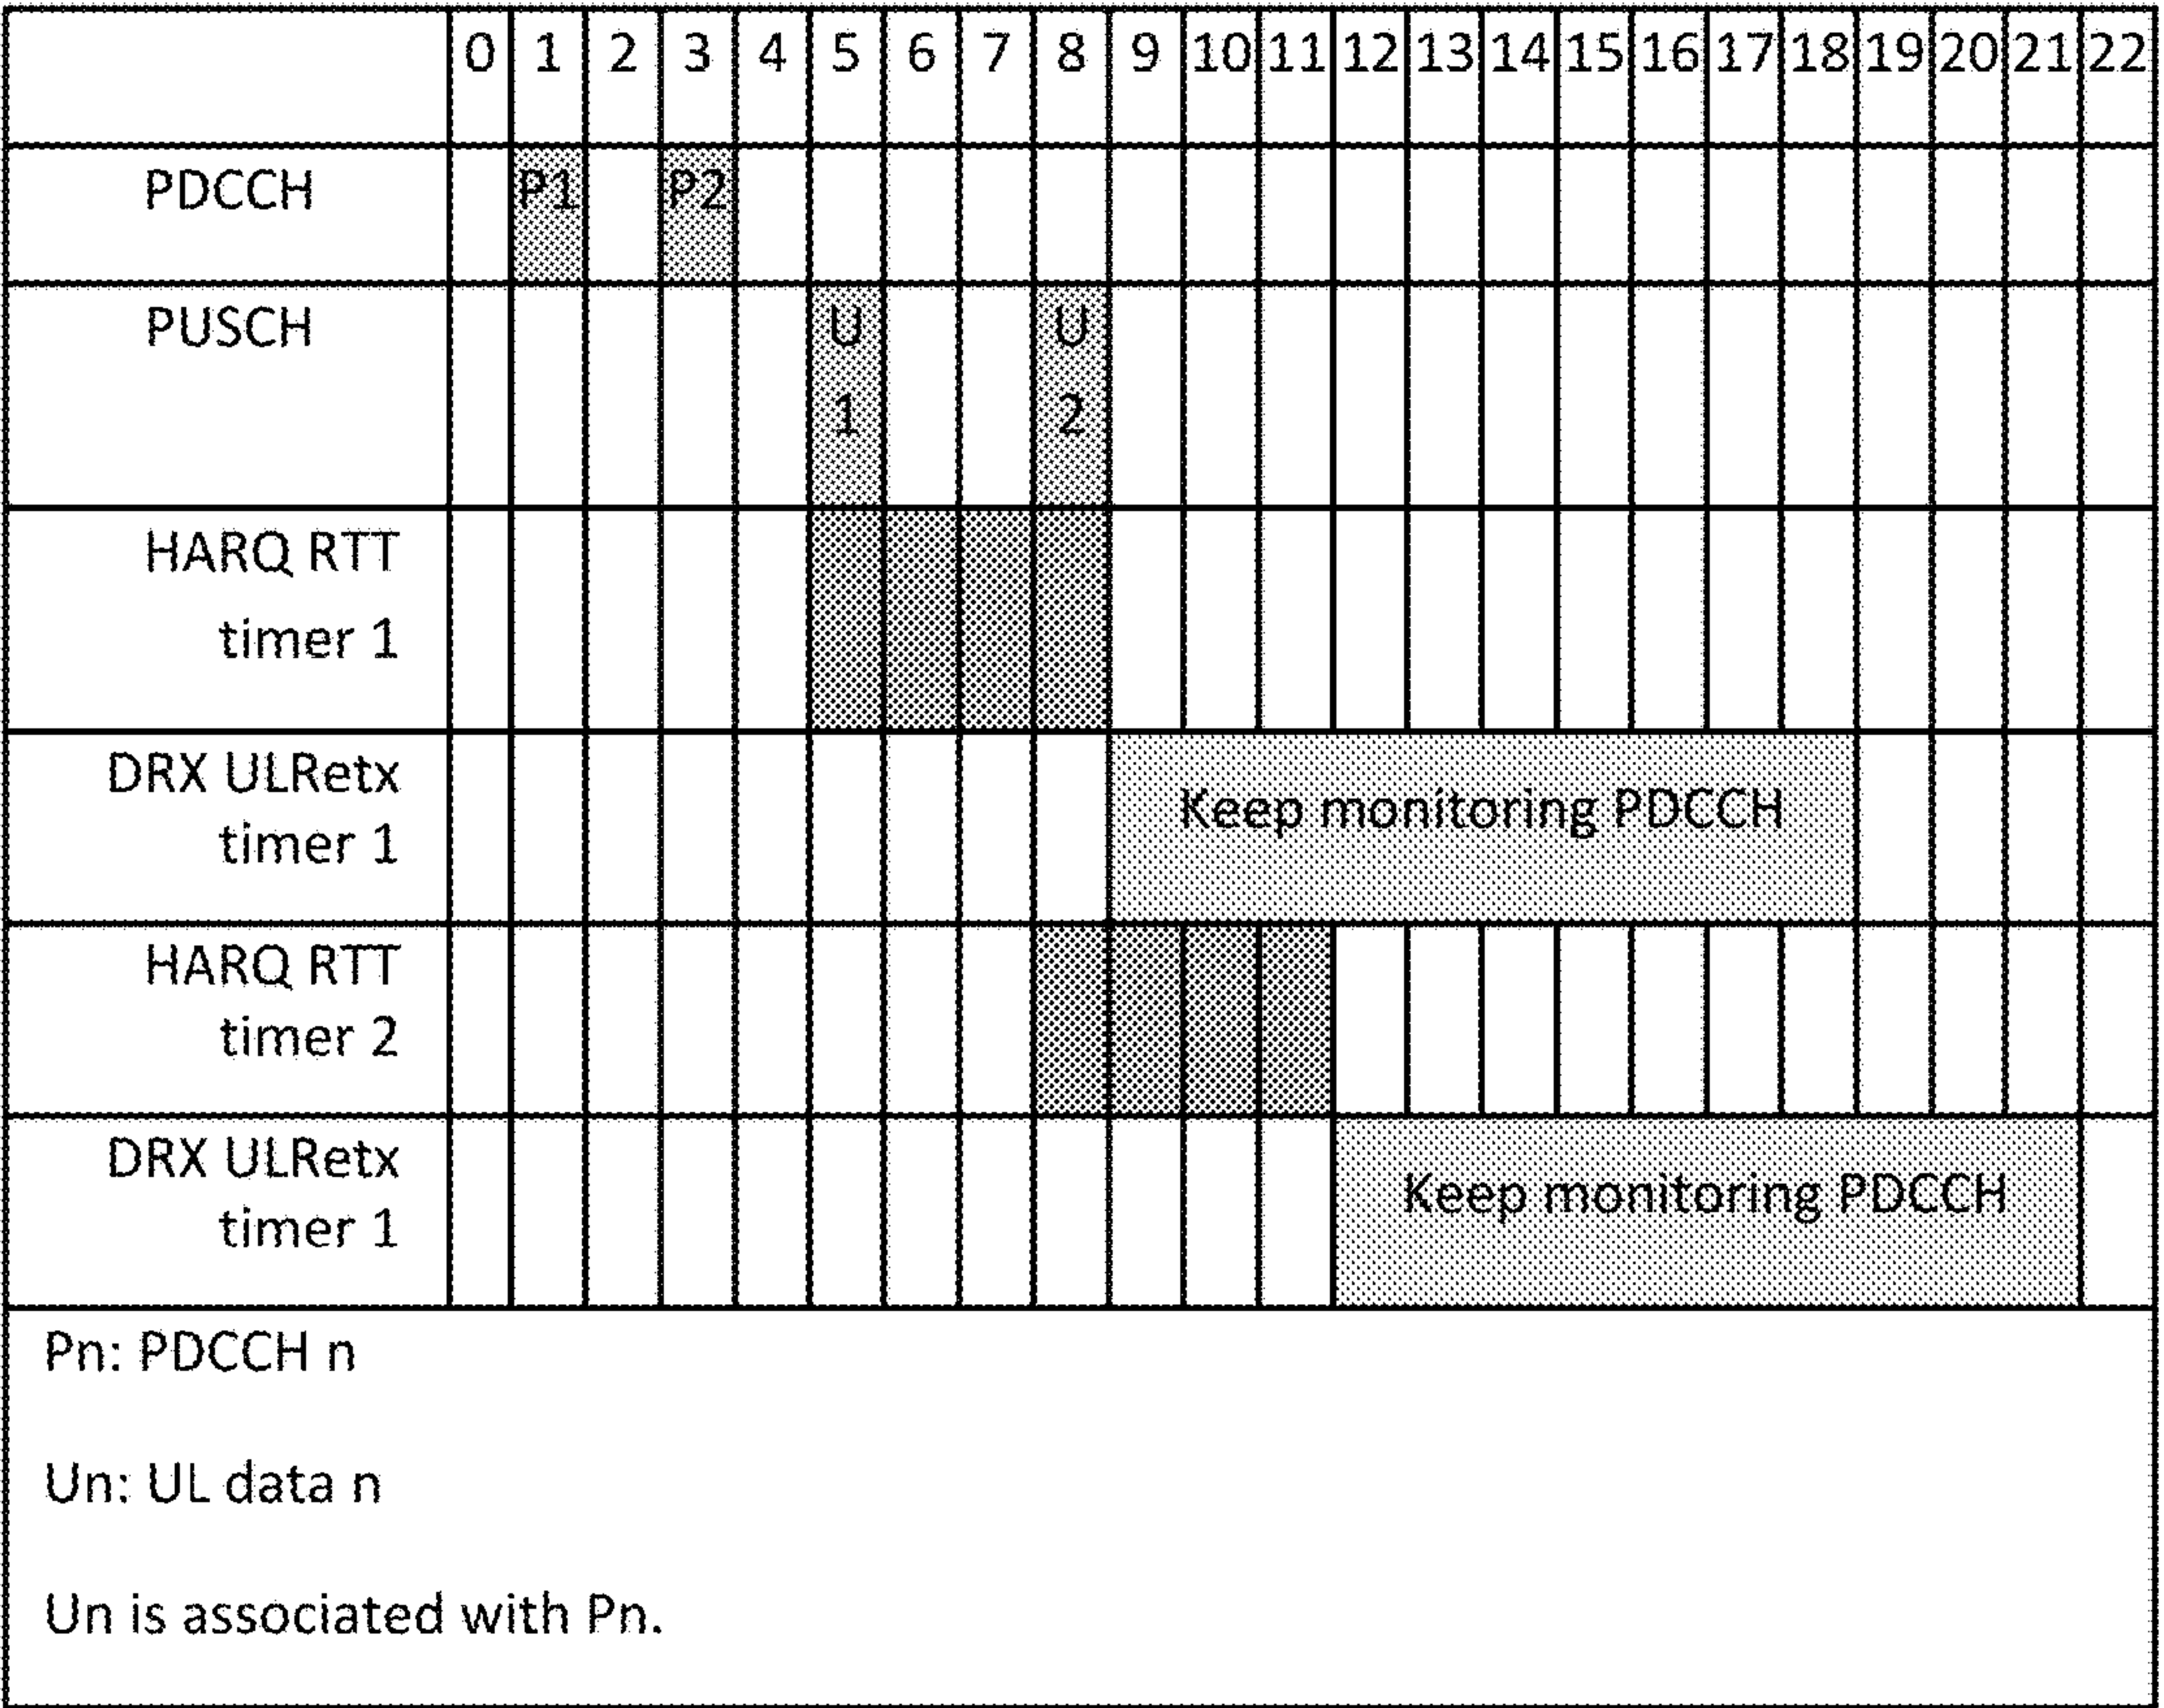 0 1 2 3 4 5 6 7 8 9 10 11 12 13 14 15 16 17 18 19 20 21 22
PDCCH P1 P2
PUSCH U U
1 2
HARQ RTT
timer 1
DRX ULRetx
timer 1
Keep monitoring PDCCH
HARQ RTT
timer 2
DRX ULRetx
timer 1
Keep monitoring PDCCH
Pn: PDCCH n
Un: UL data n
Un is associated with Pn.